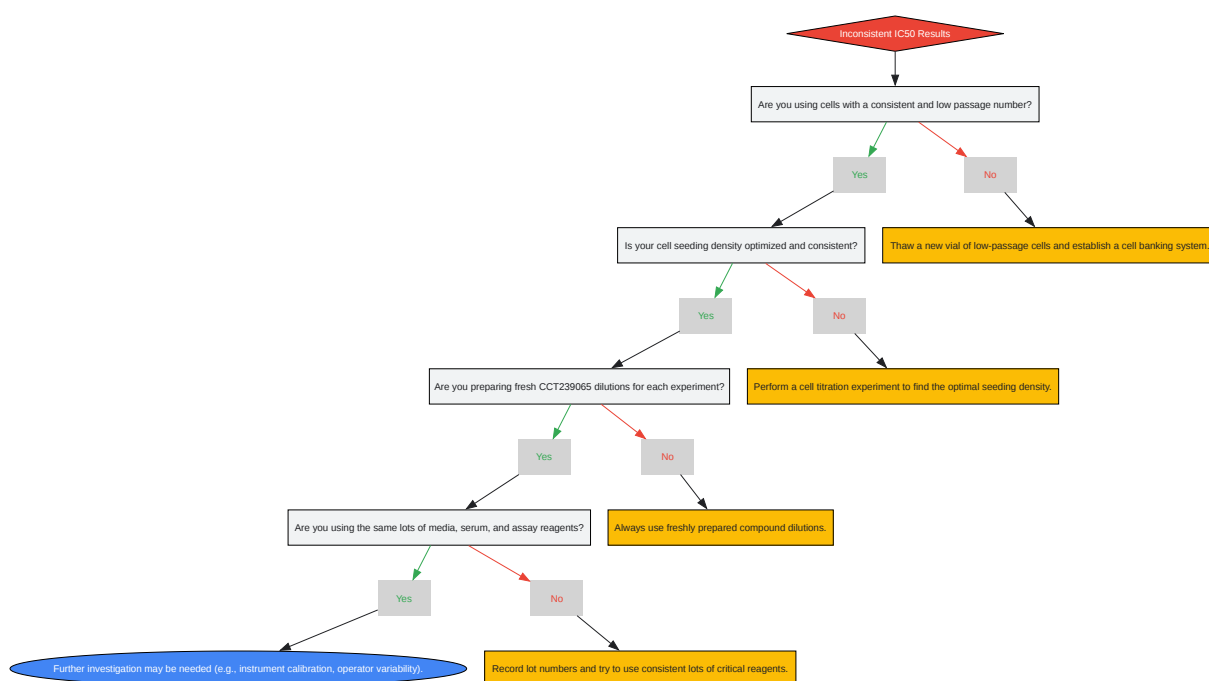 Inconsistent IC50 Results
Are you using cells with a consistent and low passage number?
Yes
No
Is your cell seeding density optimized and consistent?
Thaw a new vial of low-passage cells and establish a cell banking system.
Yes
No
Are you preparing fresh CCT239065 dilutions for each experiment?
Perform a cell titration experiment to find the optimal seeding density.
Yes
No
Are you using the same lots of media, serum, and assay reagents?
Always use freshly prepared compound dilutions.
Yes
No
Further investigation may be needed (e.g., instrument calibration, operator variability).
Record lot numbers and try to use consistent lots of critical reagents.